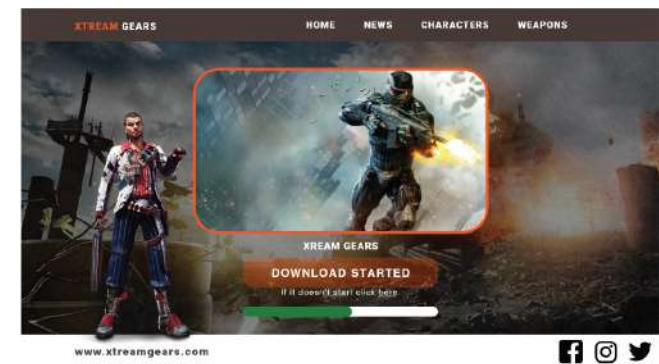 XTREAM GEARS HOME NEWS CHARACTERS WEAPONS
XREAM GEARS
DOWNLOAD STARTED
If it doesn't start click here
www.xtreamgears.com